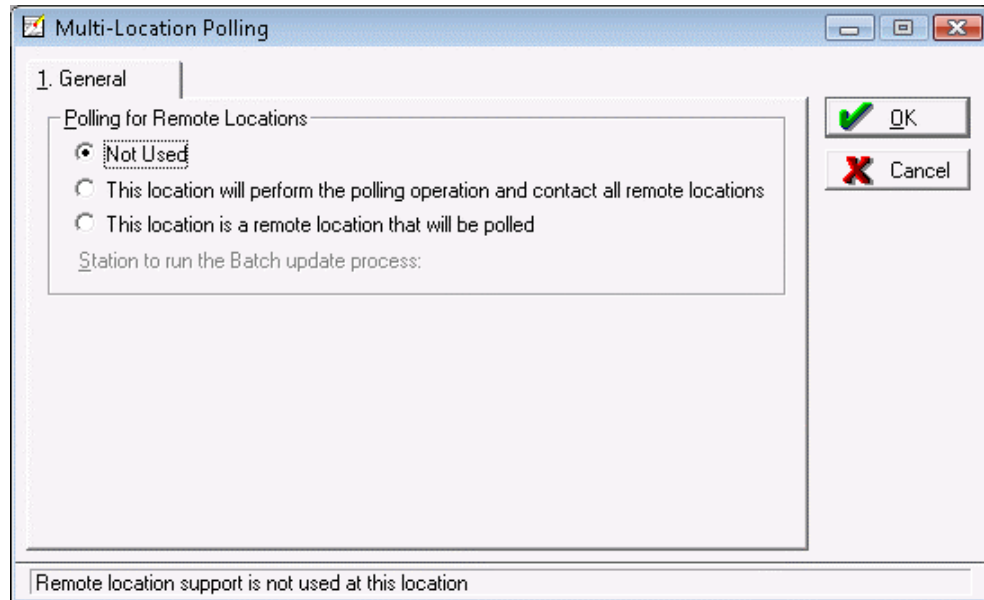 Multi-Location Polling
1. General
Polling for Remote Locations
Not Used
This location will perform the polling operation and contact all remote locations
This location is a remote location that will be polled
Station to run the Batch update process:
OK
Cancel
Remote location support is not used at this location